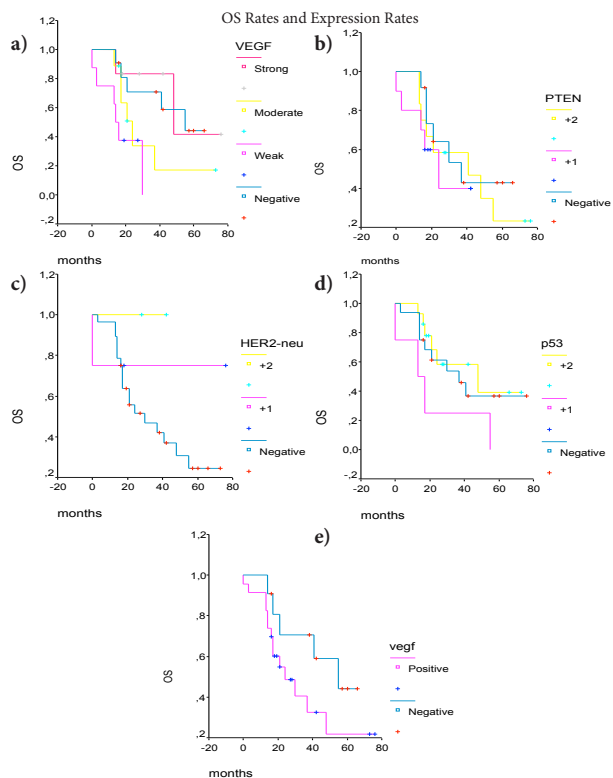 OS Rates and Expression Rates
a)
VEGF
Strong
Moderate
Weak
Negative
1,2
1,0
,8
,6
,4
,2
0,0
-,2
OS
0
20
40
60
80
months
b)
PTEN
+2
+1
Negative
1,2
1,0
,8
,6
,4
,2
OS
0
20
40
60
80
months
c)
HER2-neu
+2
+1
Negative
1,2
1,0
,8
,6
,4
,2
OS
0
20
40
60
80
months
d)
p53
+2
+1
Negative
1,2
1,0
,8
,6
,4
,2
0,0
-,2
OS
0
20
40
60
80
months
e)
vegf
Positive
Negative
1,2
1,0
,8
,6
,4
,2
OS
0
20
40
60
80
months